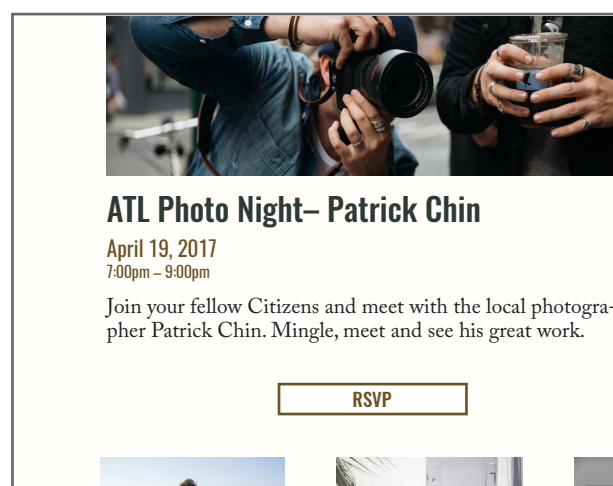 ATL Photo Night– Patrick Chin
April 19, 2017
7:00pm – 9:00pm
Join your fellow Citizens and meet with the local photogra-
pher Patrick Chin. Mingle, meet and see his great work.
RSVP